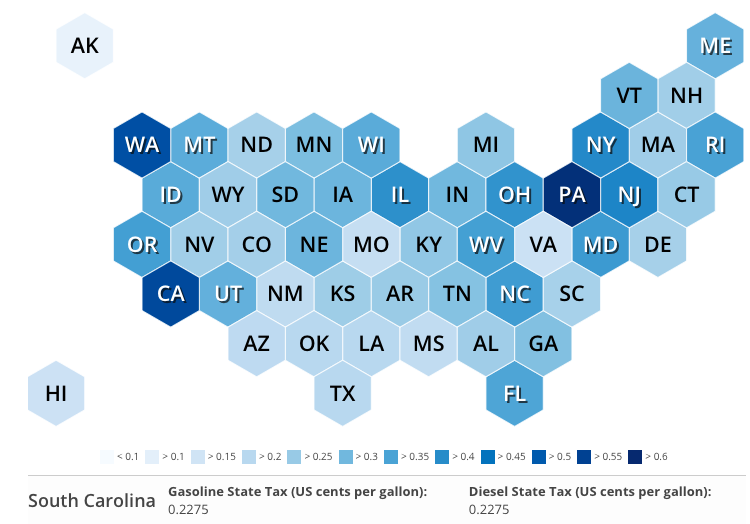 AK ME
VT NH
WA MT ND MN WI MI NY MA RI
ID WY SD IA IL IN OH PA NJ CT
OR NV CO NE MO KY WV VA MD DE
CA UT NM KS AR TN NC SC
AZ OK LA MS AL GA
HI TX FL
< 0.1 > 0.1 > 0.15 > 0.2 > 0.25 > 0.3 > 0.35 > 0.4 > 0.45 > 0.5 > 0.55 > 0.6
South Carolina
Gasoline State Tax (US cents per gallon):
0.2275
Diesel State Tax (US cents per gallon):
0.2275